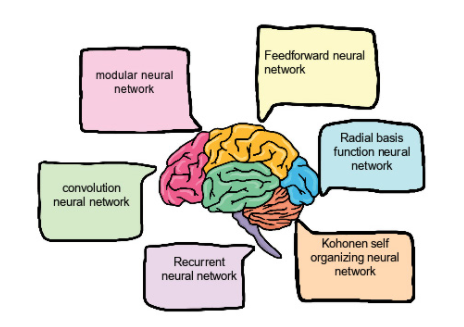 modular neural
network
Feedforward neural
network
Radial basis
function neural
network
convolution
neural network
Recurrent
neural network
Kohonen self
organizing neural
network